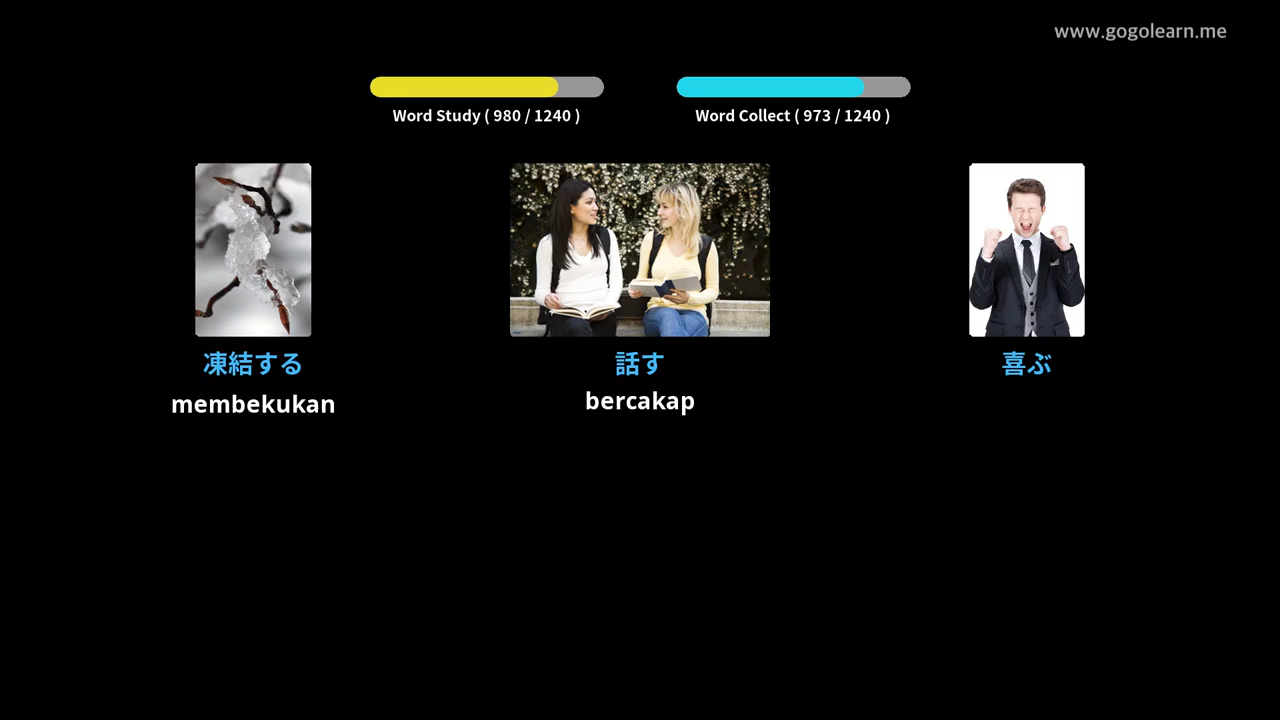 www.gogolearn.me
Word Study ( 980 / 1240 )
Word Collect ( 973 / 1240 )
凍結する
話す
喜ぶ
membekukan
bercakap